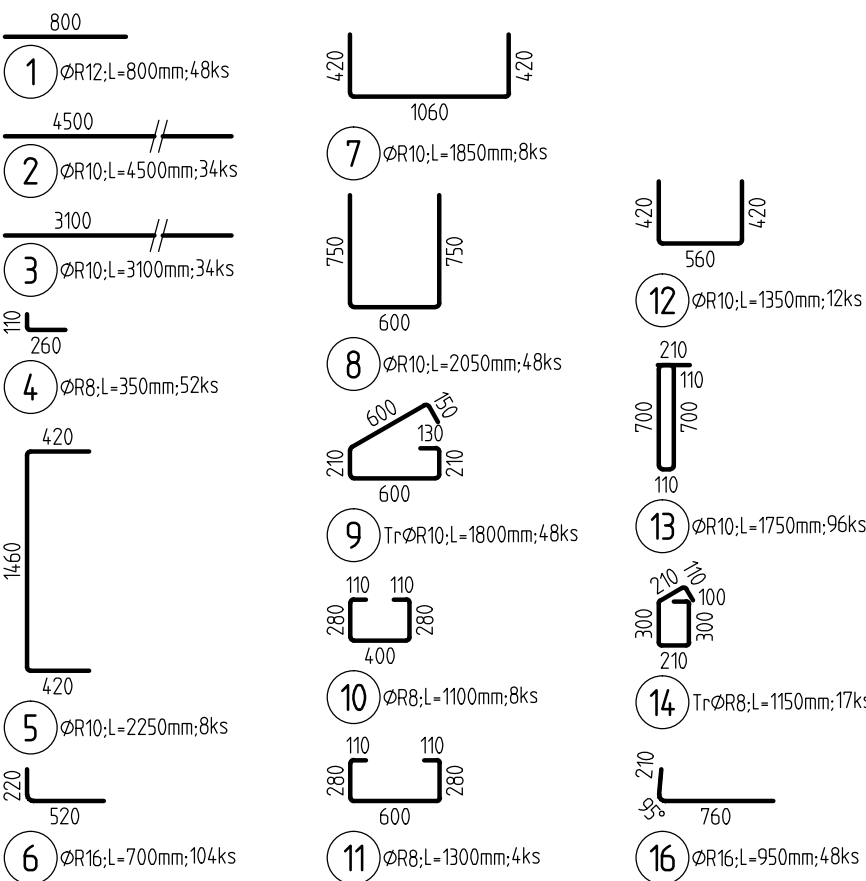 800
1 ØR12;L=800mm;48ks
4500
2 ØR10;L=4500mm;34ks
3100
3 ØR10;L=3100mm;34ks
110
260
4 ØR8;L=350mm;52ks
420
1460
420
5 ØR10;L=2250mm;8ks
220
520
6 ØR16;L=700mm;104ks
420 420
1060
7 ØR10;L=1850mm;8ks
750 750
600
8 ØR10;L=2050mm;48ks
600 150
130
210 210
600
9 TrØR10;L=1800mm;48ks
110 110
280 280
400
10 ØR8;L=1100mm;8ks
110 110
280 280
600
11 ØR8;L=1300mm;4ks
420 420
560
12 ØR10;L=1350mm;12ks
210
110
700 700
110
13 ØR10;L=1750mm;96ks
210 110
100
300 300
210
14 TrØR8;L=1150mm;17ks
210
95°
760
16 ØR16;L=950mm;48ks